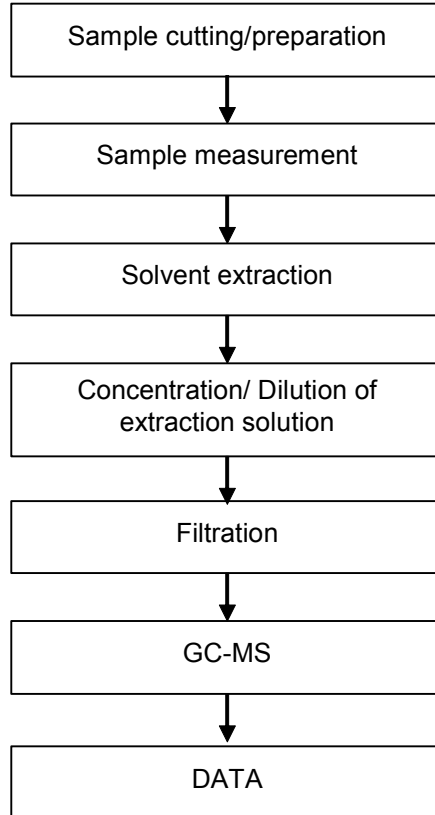 Sample cutting/preparation
Sample measurement
Solvent extraction
Concentration/ Dilution of
extraction solution
Filtration
GC-MS
DATA